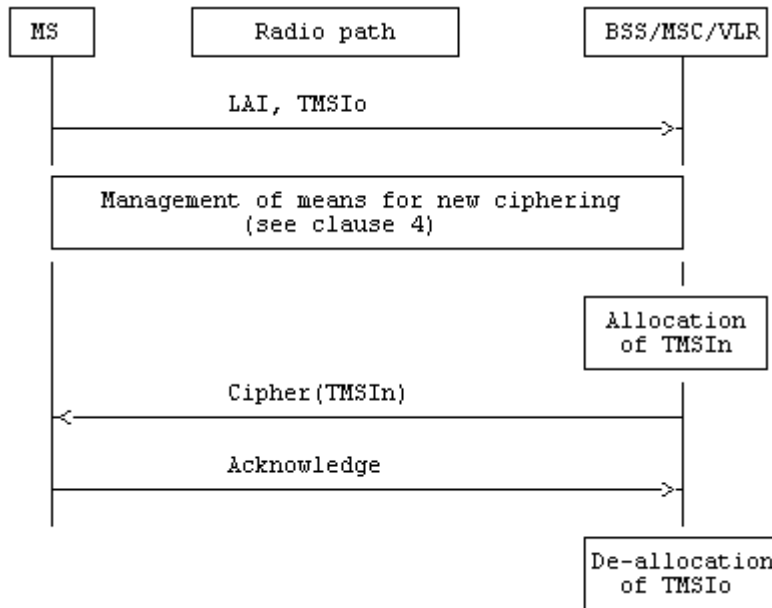 MS
Radio path
BSS/MSC/VLR
LAI, TMSIo
Management of means for new ciphering
(see clause 4)
Allocation
of TMSIn
Cipher(TMSIn)
Acknowledge
De-allocation
of TMSIo